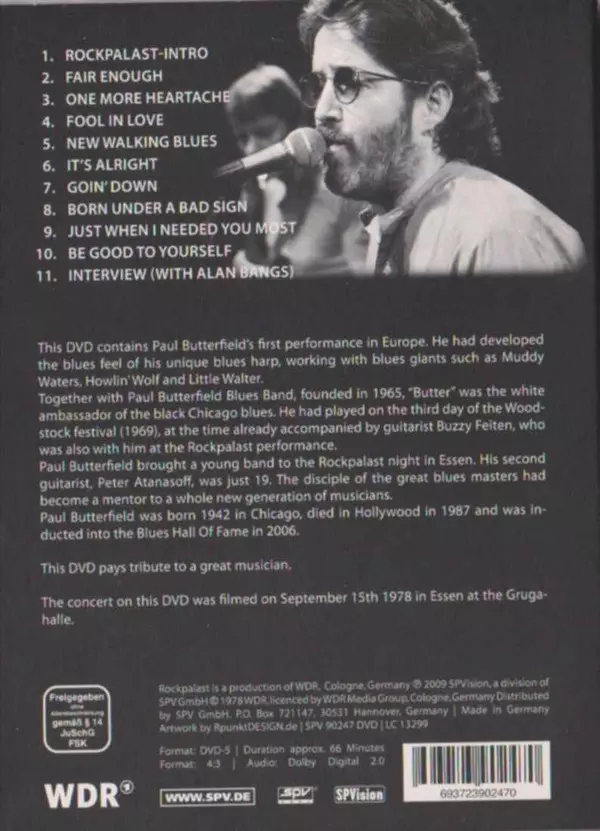 1. ROCKPALAST-INTRO
2. FAIR ENOUGH
3. ONE MORE HEARTACHE
4. FOOL IN LOVE
5. NEW WALKING BLUES
6. IT'S ALRIGHT
7. GOIN' DOWN
8. BORN UNDER A BAD SIGN
9. JUST WHEN I NEEDED YOU MOST
10. BE GOOD TO YOURSELF
11. INTERVIEW (WITH ALAN BANGS)
This DVD contains Paul Butterfield's first performance in Europe. He had developed
the blues feel of his unique blues harp, working with blues giants such as Muddy
Waters, Howlin' Wolf and Little Walter.
Together with Paul Butterfield Blues Band, founded in 1965, "Butter" was the white
ambassador of the black Chicago blues. He had played on the third day of the Wood-
stock festival (1969), at the time already accompanied by guitarist Buzzy Feiten, who
was also with him at the Rockpalast performance.
Paul Butterfield brought a young band to the Rockpalast night in Essen. His second
guitarist, Peter Atanasoff, was just 19. The disciple of the great blues masters had
become a mentor to a whole new generation of musicians.
Paul Butterfield was born 1942 in Chicago, died in Hollywood in 1987 and was in-
ducted into the Blues Hall Of Fame in 2006.
This DVD pays tribute to a great musician.
The concert on this DVD was filmed on September 15th 1978 in Essen at the Gruga-
halle.
Freigegeben
ohne
Altersbeschränkung
gemäß § 14
JuSchG
FSK
Rockpalast is a production of WDR, Cologne, Germany ℗ 2009 SPVision, a division of
SPV GmbH © 1978 WDR, licenced by WDR Media Group, Cologne, Germany Distributed
by SPV GmbH. P.O. Box 721147, 30531 Hannover, Germany | Made in Germany
Artwork by RpunktDESIGN.de | SPV 90247 DVD | LC 13299
Format: DVD-5 | Duration approx. 66 Minutes
Format: 4:3 | Audio: Dolby Digital 2.0
WDR
WWW.SPV.DE
SPV
SPVision
693723902470